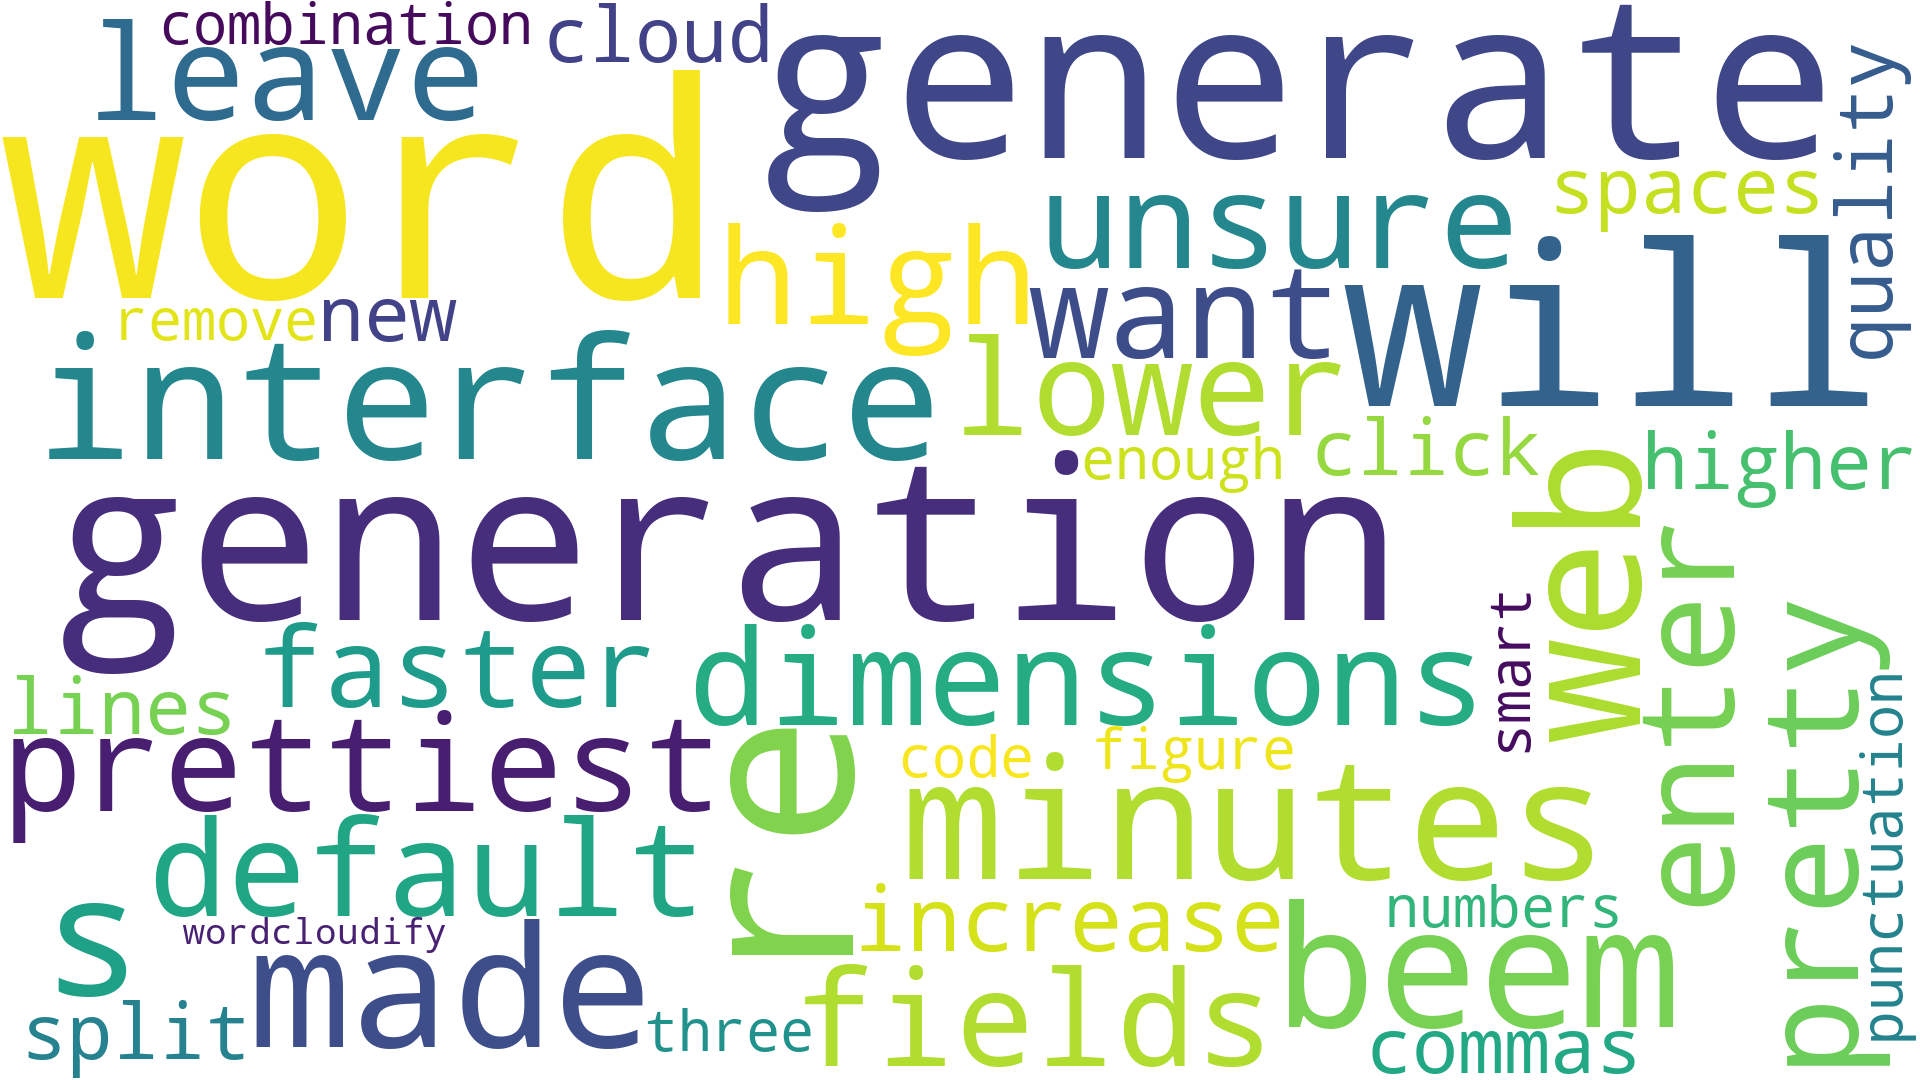 combination
cloud
generate
leave
word
quality
spaces
unsure
high
will
want
new
remove
interface
lower
click
enough
higher
generation
web
enter
smart
faster
dimensions
pretty
lines
punctuation
prettiest
re
code
figure
minutes
default
s
wordcloudify
made
increase
numbers
beem
fields
split
three
commas